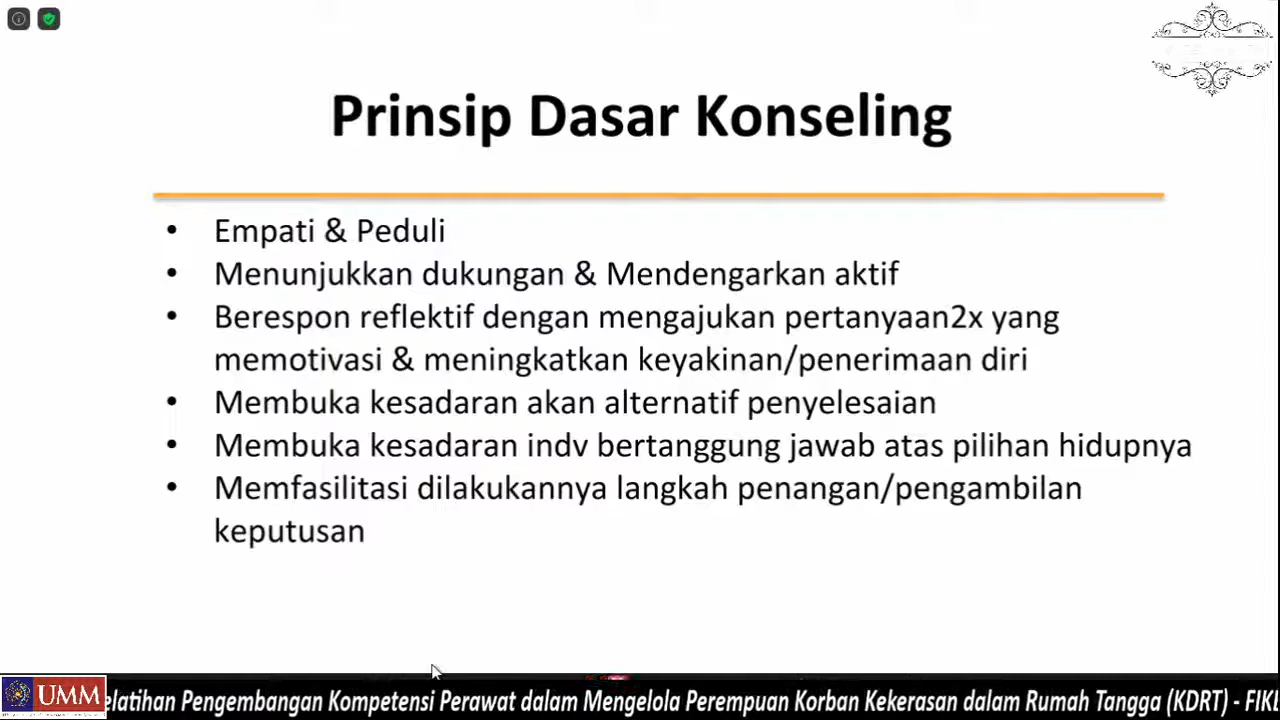 Prinsip Dasar Konseling
• Empati & Peduli
• Menunjukkan dukungan & Mendengarkan aktif
• Berespon reflektif dengan mengajukan pertanyaan2x yang
memotivasi & meningkatkan keyakinan/penerimaan diri
• Membuka kesadaran akan alternatif penyelesaian
• Membuka kesadaran indv bertanggung jawab atas pilihan hidupnya
• Memfasilitasi dilakukannya langkah penangan/pengambilan
keputusan
UMM
elatihan Pengembangan Kompetensi Perawat dalam Mengelola Perempuan Korban Kekerasan dalam Rumah Tangga (KDRT) - FIK